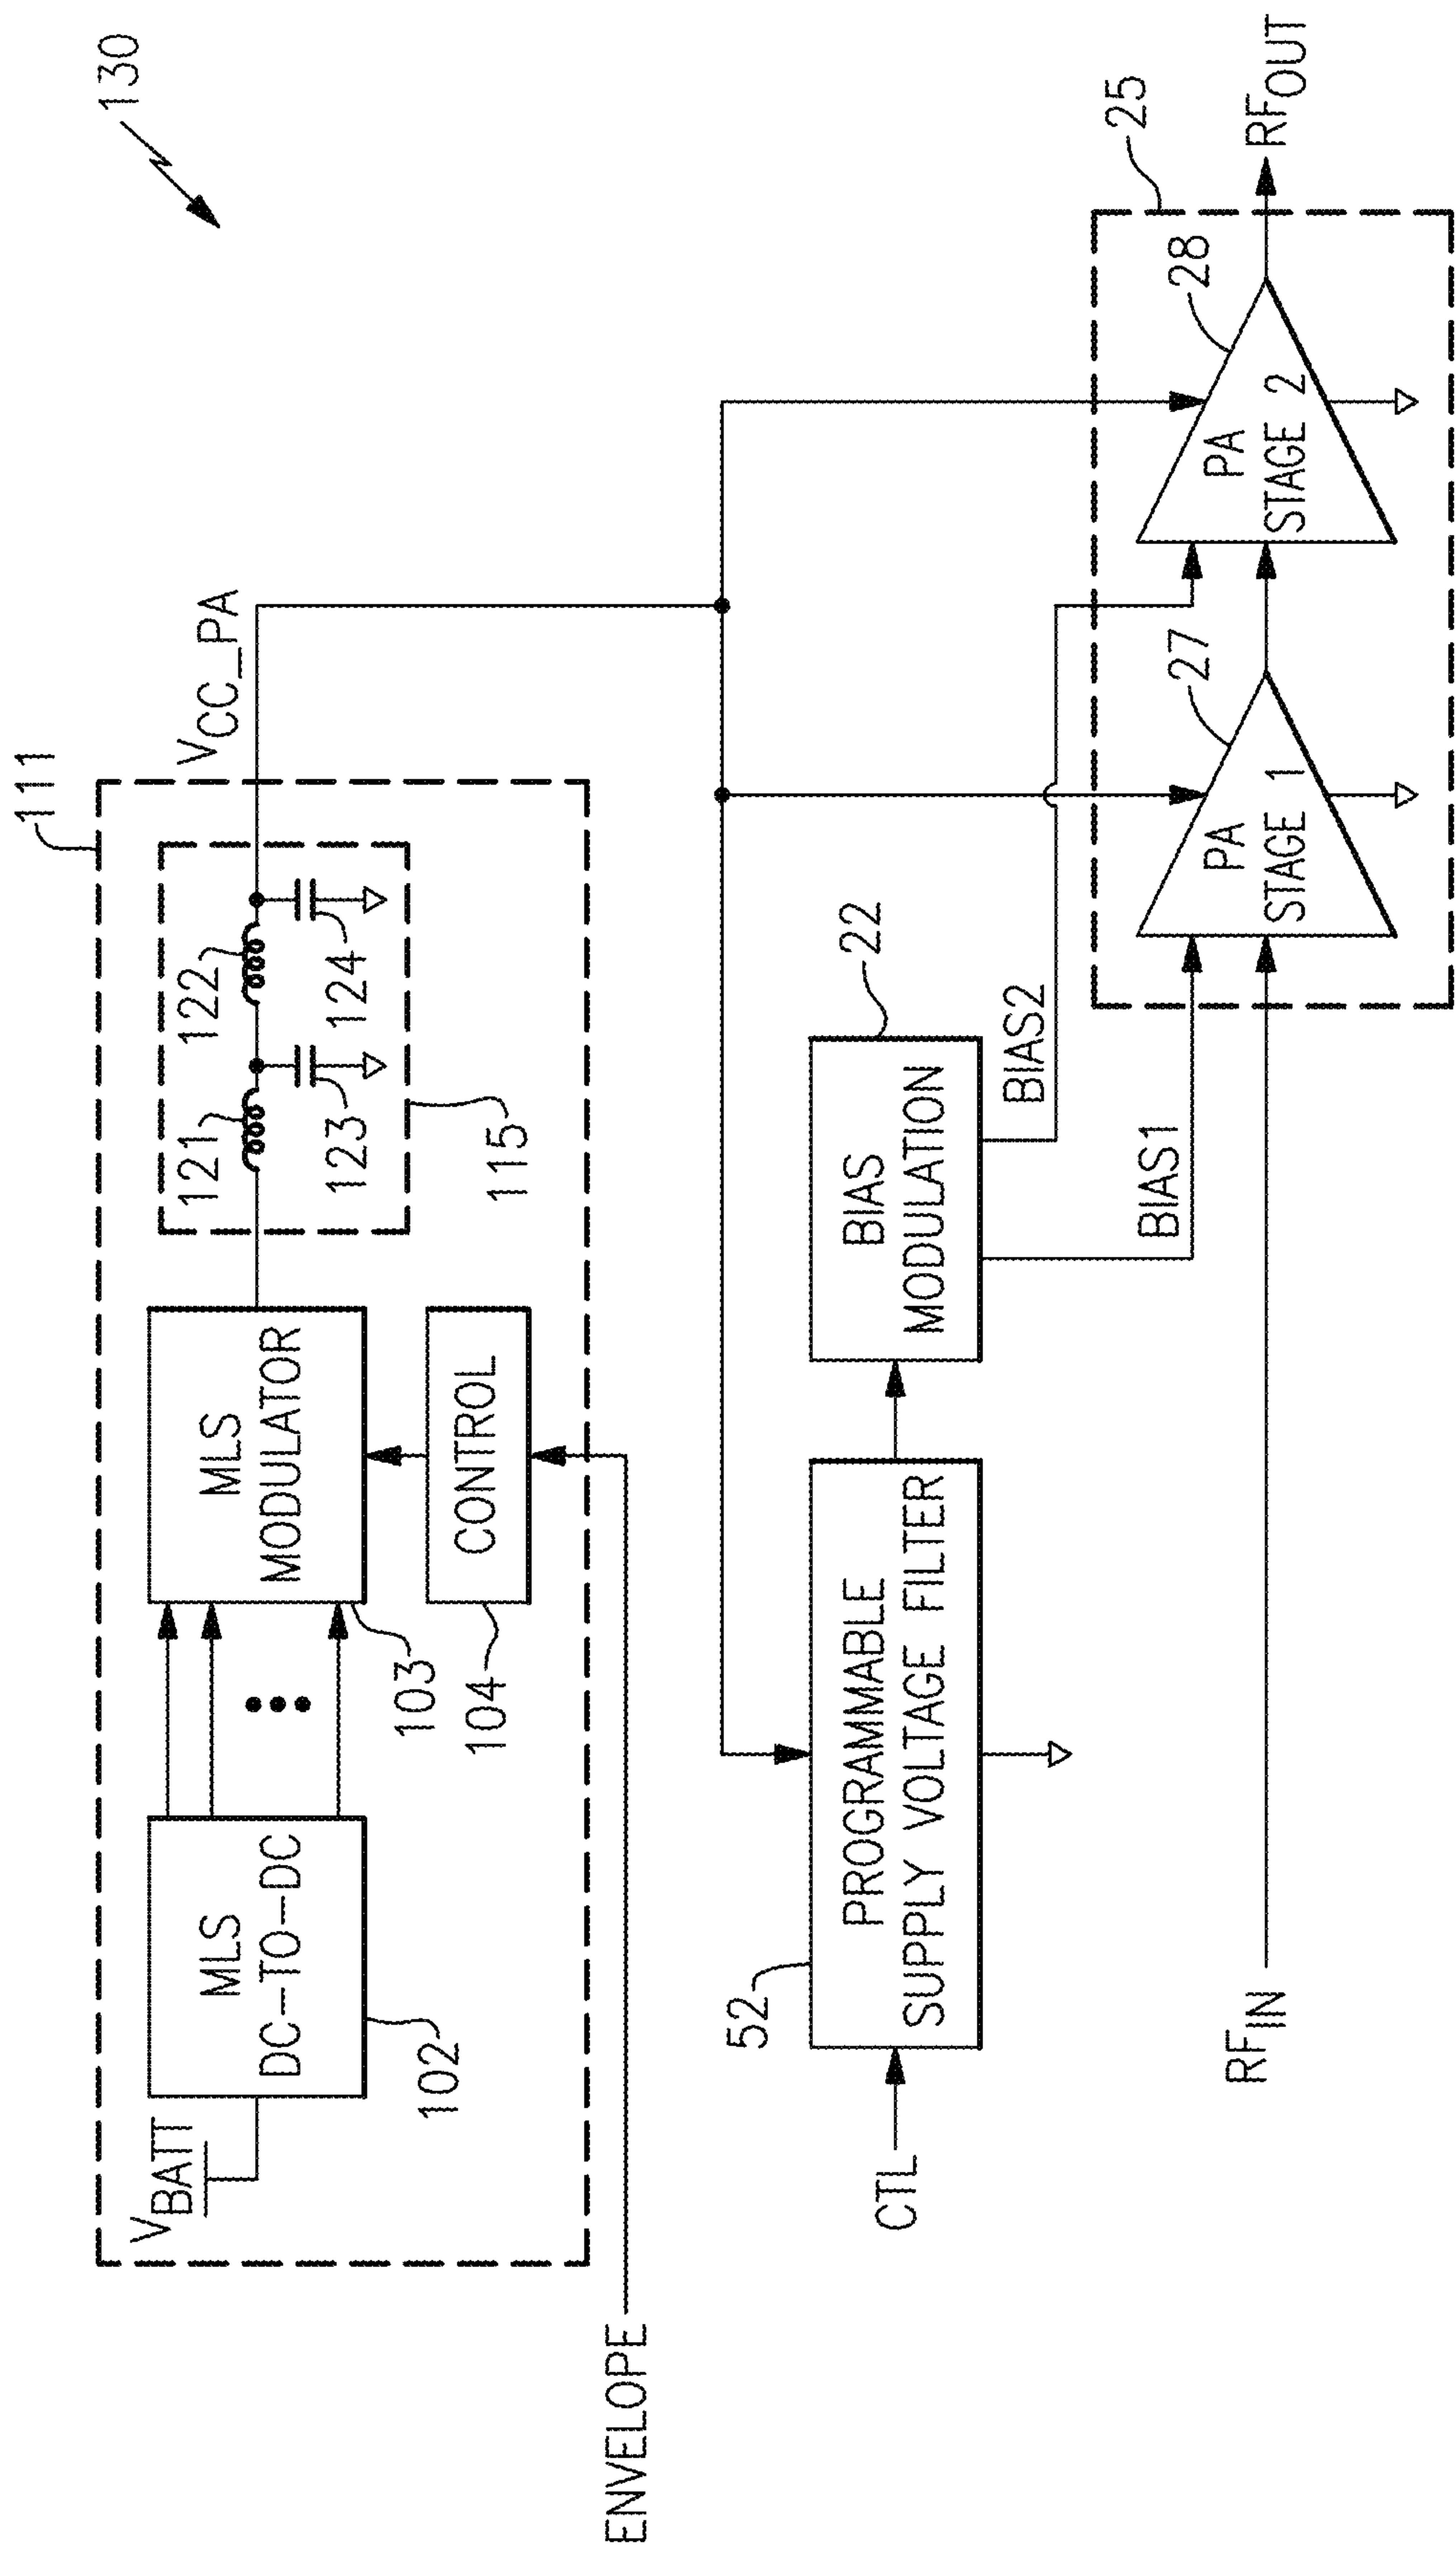 130
111
V_BATT
MLS
DC-TO-DC
102
MLS
MODULATOR
103
CONTROL
104
121
122
123
124
115
V_CC_PA
ENVELOPE
CTL
52
PROGRAMMABLE
SUPPLY VOLTAGE FILTER
BIAS
MODULATION
22
BIAS2
BIAS1
RF_IN
25
PA
STAGE 1
27
PA
STAGE 2
28
RF_OUT